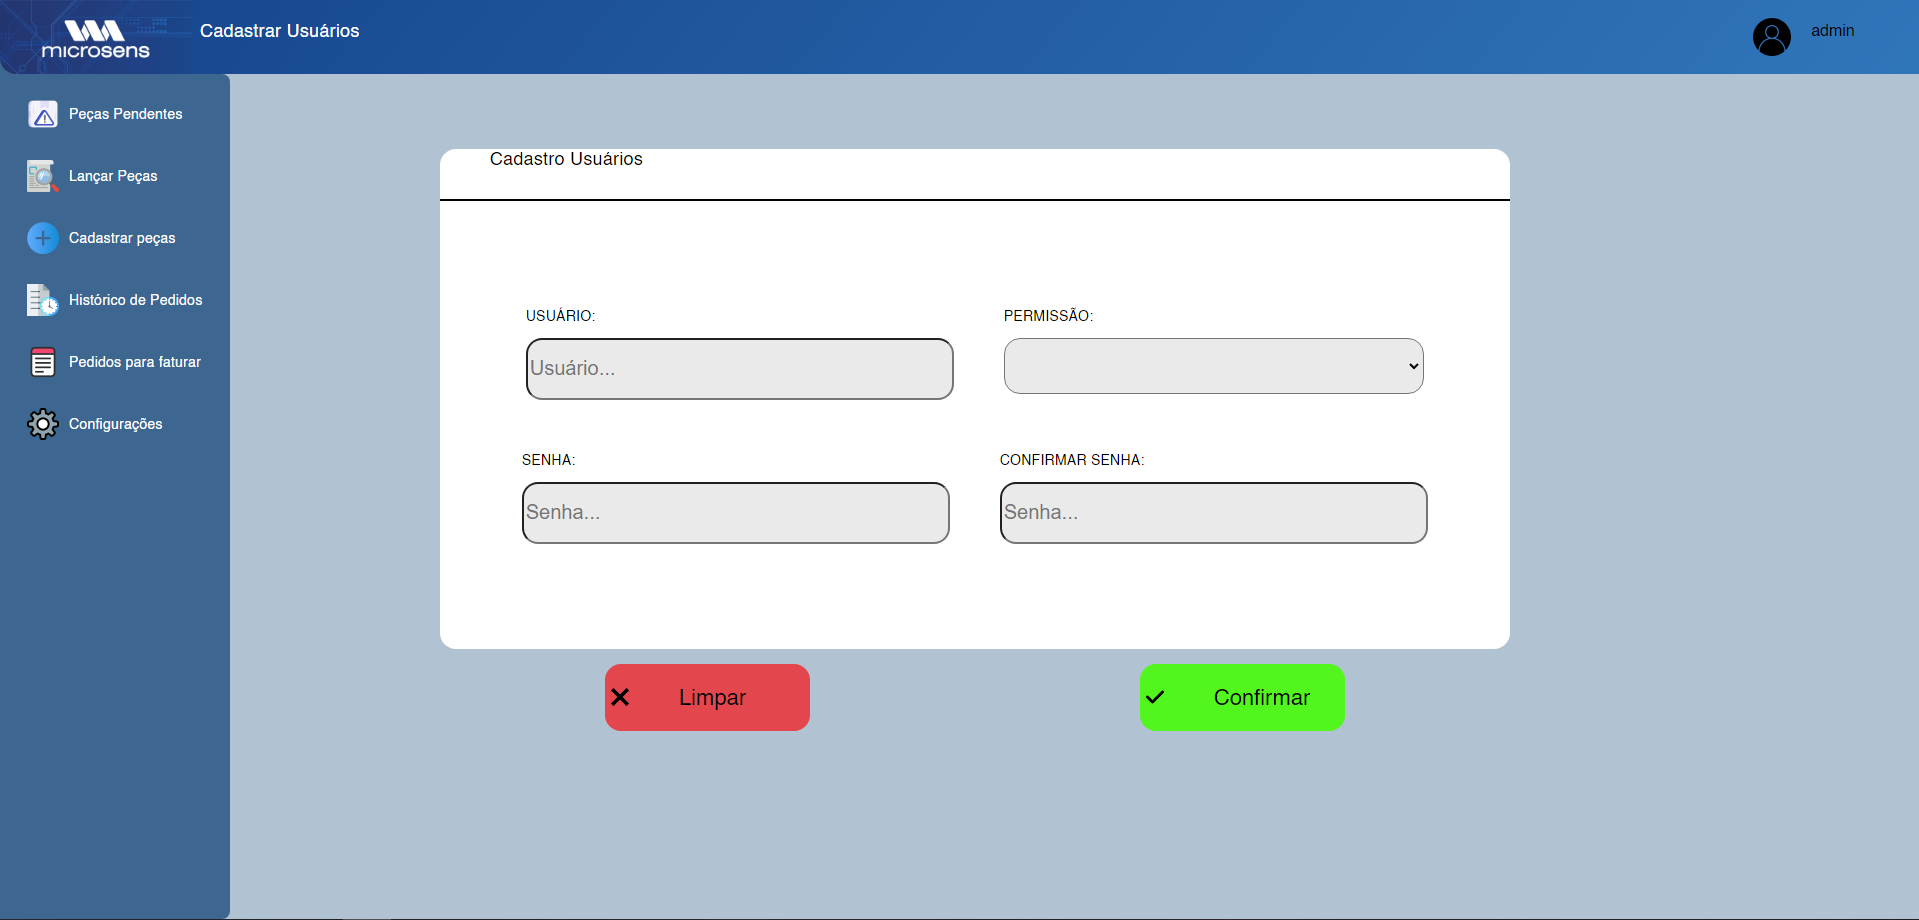 microsens
Cadastrar Usuários
admin
Peças Pendentes
Lançar Peças
Cadastrar peças
Histórico de Pedidos
Pedidos para faturar
Configurações
Cadastro Usuários
USUÁRIO:
PERMISSÃO:
Usuário...
SENHA:
CONFIRMAR SENHA:
Senha...
Senha...
Limpar
Confirmar